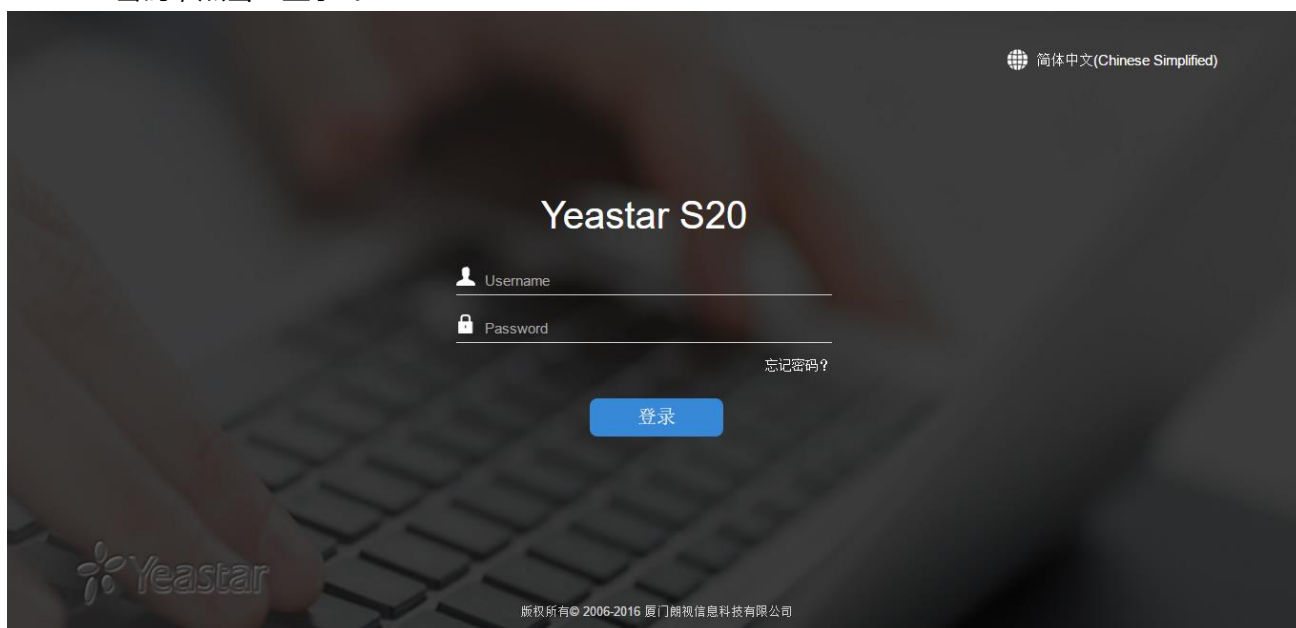 简体中文(Chinese Simplified)
Yeastar S20
Username
Password
忘记密码？
登录
Yeastar
版权所有© 2006-2016 厦门朗视信息科技有限公司